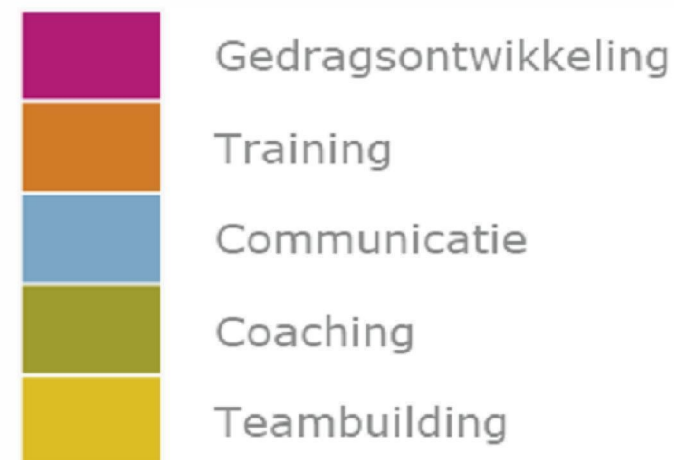 Gedragsontwikkeling
Training
Communicatie
Coaching
Teambuilding